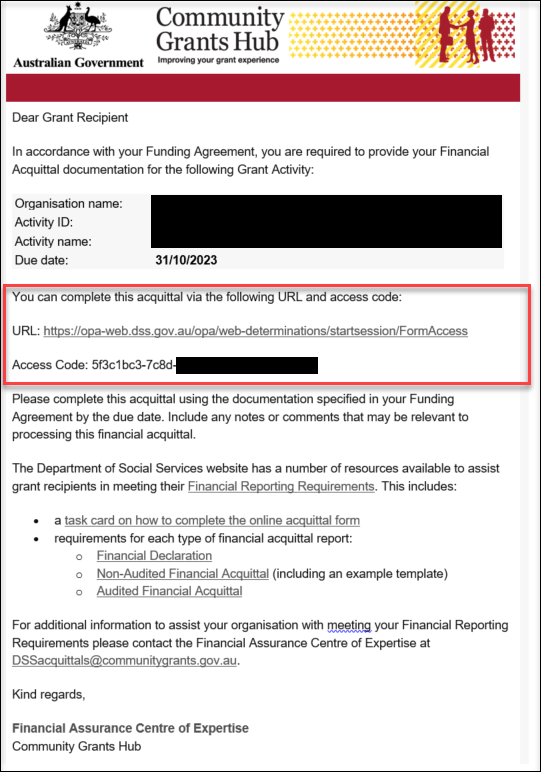 Australian Government
Community
Grants Hub
Improving your grant experience
Dear Grant Recipient
In accordance with your Funding Agreement, you are required to provide your Financial
Acquittal documentation for the following Grant Activity:
Organisation name:
Activity ID:
Activity name:
Due date: 31/10/2023
You can complete this acquittal via the following URL and access code:
URL: https://opa-web.dss.gov.au/opa/web-determinations/startsession/FormAccess
Access Code: 5f3c1bc3-7c8d-
Please complete this acquittal using the documentation specified in your Funding
Agreement by the due date. Include any notes or comments that may be relevant to
processing this financial acquittal.
The Department of Social Services website has a number of resources available to assist
grant recipients in meeting their Financial Reporting Requirements. This includes:
• a task card on how to complete the online acquittal form
• requirements for each type of financial acquittal report:
o Financial Declaration
o Non-Audited Financial Acquittal (including an example template)
o Audited Financial Acquittal
For additional information to assist your organisation with meeting your Financial Reporting
Requirements please contact the Financial Assurance Centre of Expertise at
DSSacquittals@communitygrants.gov.au.
Kind regards,
Financial Assurance Centre of Expertise
Community Grants Hub